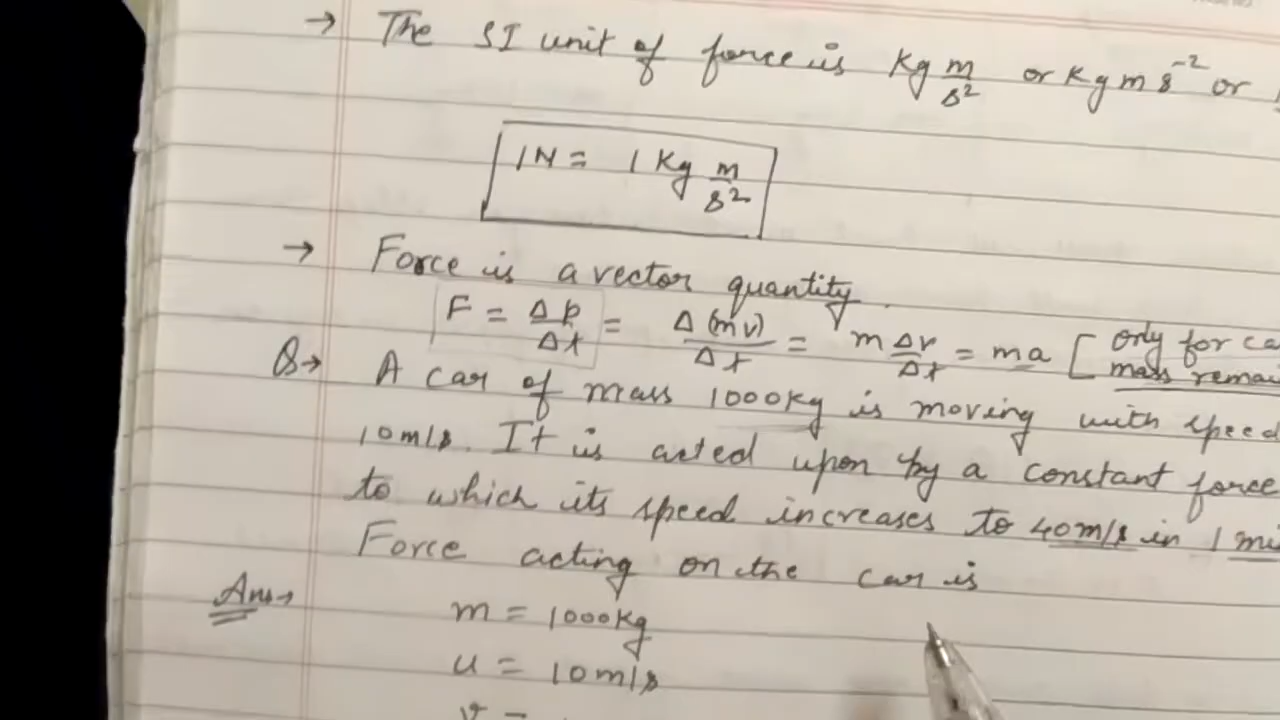 → The SI unit of force is Kg m/s² or Kg m s⁻² or
1N = 1 Kg m/s²
→ Force is a vector quantity.
F = Δp/Δt = Δ(mv)/Δt = m Δv/Δt = ma [only for
mass
Q→ A car of mass 1000Kg is moving with speed
10m/s. It is acted upon by a constant force
to which its speed increases to 40m/s in 1
Force acting on the car is
Ans→ m = 1000Kg
u = 10m/s